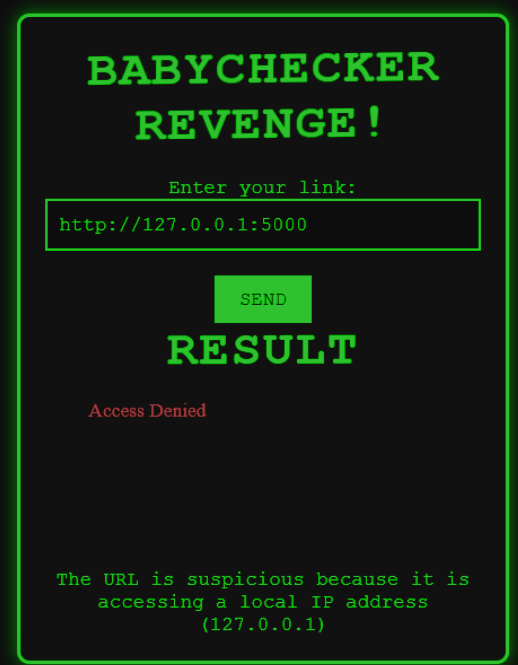 BABYCHECKER
REVENGE!
Enter your link:
http://127.0.0.1:5000
SEND
RESULT
Access Denied
The URL is suspicious because it is
accessing a local IP address
(127.0.0.1)